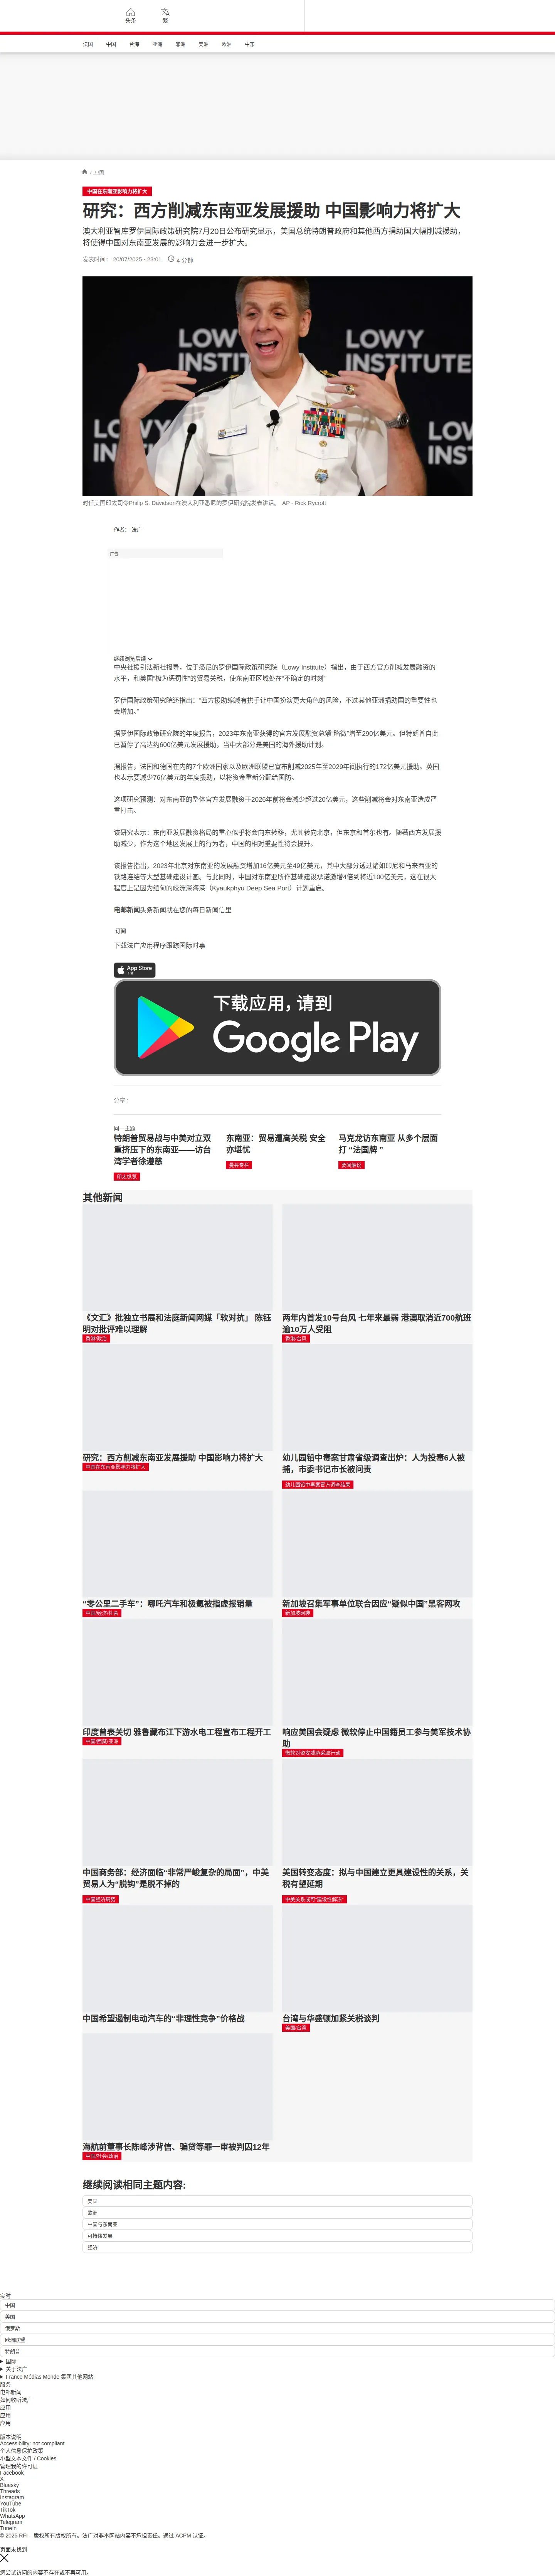 头条
繁
法国 中国 台海 亚洲 非洲 美洲 欧洲 中东
/ 中国
中国在东南亚影响力将扩大
研究：西方削减东南亚发展援助 中国影响力将扩大
澳大利亚智库罗伊国际政策研究院7月20日公布研究显示，美国总统特朗普政府和其他西方捐助国大幅削减援助，
将使得中国对东南亚发展的影响力会进一步扩大。
发表时间： 20/07/2025 - 23:01 4 分钟
LOWY INSTITUTE
时任美国印太司令Philip S. Davidson在澳大利亚悉尼的罗伊研究院发表讲话。 AP - Rick Rycroft
作者： 法广
广告
继续浏览后续
中央社援引法新社报导，位于悉尼的罗伊国际政策研究院（Lowy Institute）指出，由于西方官方削减发展融资的
水平，和美国“极为惩罚性”的贸易关税，使东南亚区域处在“不确定的时刻”
罗伊国际政策研究院还指出：“西方援助缩减有拱手让中国扮演更大角色的风险，不过其他亚洲捐助国的重要性也
会增加。”
据罗伊国际政策研究院的年度报告，2023年东南亚获得的官方发展融资总额“略微”增至290亿美元。但特朗普自此
已暂停了高达约600亿美元发展援助，当中大部分是美国的海外援助计划。
据报告，法国和德国在内的7个欧洲国家以及欧洲联盟已宣布削减2025年至2029年间执行的172亿美元援助。英国
也表示要减少76亿美元的年度援助，以将资金重新分配给国防。
这项研究预测：对东南亚的整体官方发展融资于2026年前将会减少超过20亿美元，这些削减将会对东南亚造成严
重打击。
该研究表示：东南亚发展融资格局的重心似乎将会向东转移，尤其转向北京，但东京和首尔也有。随着西方发展援
助减少，作为这个地区发展上的行为者，中国的相对重要性将会提升。
该报告指出，2023年北京对东南亚的发展融资增加16亿美元至49亿美元，其中大部分透过诸如印尼和马来西亚的
铁路连结等大型基础建设计画。与此同时，中国对东南亚所作基础建设承诺激增4倍到将近100亿美元，这在很大
程度上是因为缅甸的皎漂深海港（Kyaukphyu Deep Sea Port）计划重启。
电邮新闻头条新闻就在您的每日新闻信里
订阅
下载法广应用程序跟踪国际时事
App Store
下载
下载应用，请到
Google Play
分享 :
同一主题
特朗普贸易战与中美对立双
重挤压下的东南亚——访台
湾学者徐遵慈
印太纵览
东南亚：贸易遭高关税 安全
亦堪忧
曼谷专栏
马克龙访东南亚 从多个层面
打 “法国牌 ”
要闻解说
其他新闻
《文汇》批独立书展和法庭新闻网媒「软对抗」 陈钰
明对批评难以理解
香港/政治
两年内首发10号台风 七年来最弱 港澳取消近700航班
逾10万人受阻
香港/台风
研究：西方削减东南亚发展援助 中国影响力将扩大
中国在东南亚影响力将扩大
幼儿园铅中毒案甘肃省级调查出炉：人为投毒6人被
捕，市委书记市长被问责
幼儿园铅中毒案官方调查结果
“零公里二手车”：哪吒汽车和极氪被指虚报销量
中国/经济/社会
新加坡召集军事单位联合因应“疑似中国”黑客网攻
新加坡网袭
印度曾表关切 雅鲁藏布江下游水电工程宣布工程开工
中国/西藏/亚洲
响应美国会疑虑 微软停止中国籍员工参与美军技术协
助
微软对资安威胁采取行动
中国商务部：经济面临“非常严峻复杂的局面”，中美
贸易人为“脱钩”是脱不掉的
中国经济局势
美国转变态度：拟与中国建立更具建设性的关系，关
税有望延期
中美关系或可“建设性解冻”
中国希望遏制电动汽车的“非理性竞争”价格战
台湾与华盛顿加紧关税谈判
美国/台湾
海航前董事长陈峰涉背信、骗贷等罪一审被判囚12年
中国/社会/政治
继续阅读相同主题内容:
美国
欧洲
中国与东南亚
可持续发展
经济
实时
中国
美国
俄罗斯
欧洲联盟
特朗普
国际
关于法广
France Médias Monde 集团其他网站
服务
电邮新闻
如何收听法广
应用
应用
应用
版本说明
Accessibility: not compliant
个人信息保护政策
小型文本文件 / Cookies
管理我的许可证
Facebook
X
Bluesky
Threads
Instagram
YouTube
TikTok
WhatsApp
Telegram
TuneIn
© 2025 RFI – 版权所有版权所有。法广对非本网站内容不承担责任。通过 ACPM 认证。
页面未找到
您尝试访问的内容不存在或不再可用。